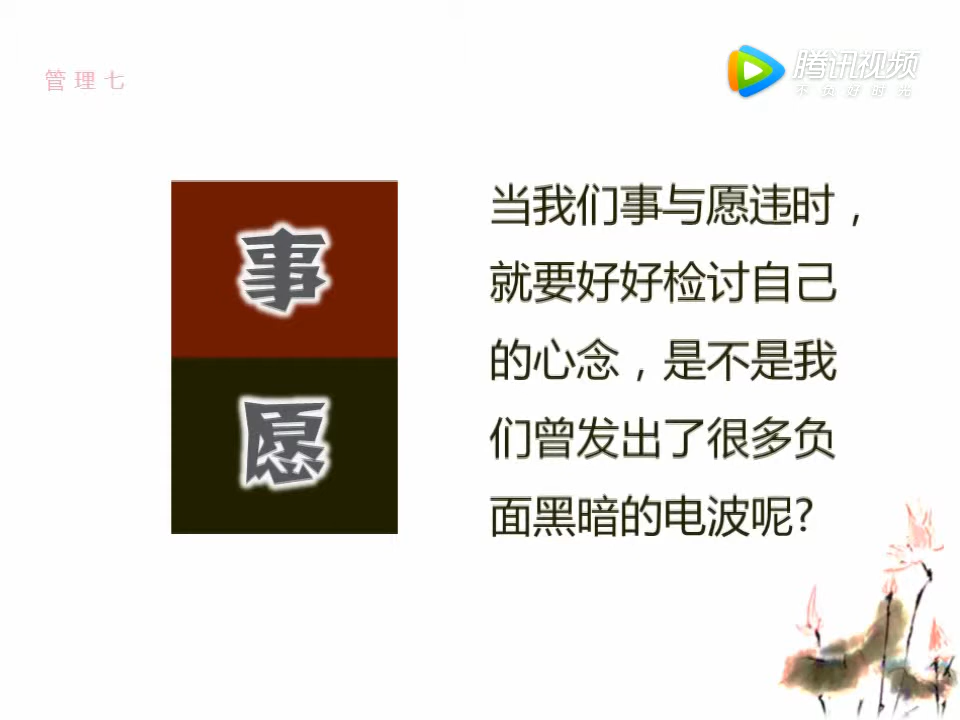 管理七
腾讯视频
不负好时光
事
愿
当我们事与愿违时，
就要好好检讨自己
的心念，是不是我
们曾发出了很多负
面黑暗的电波呢?